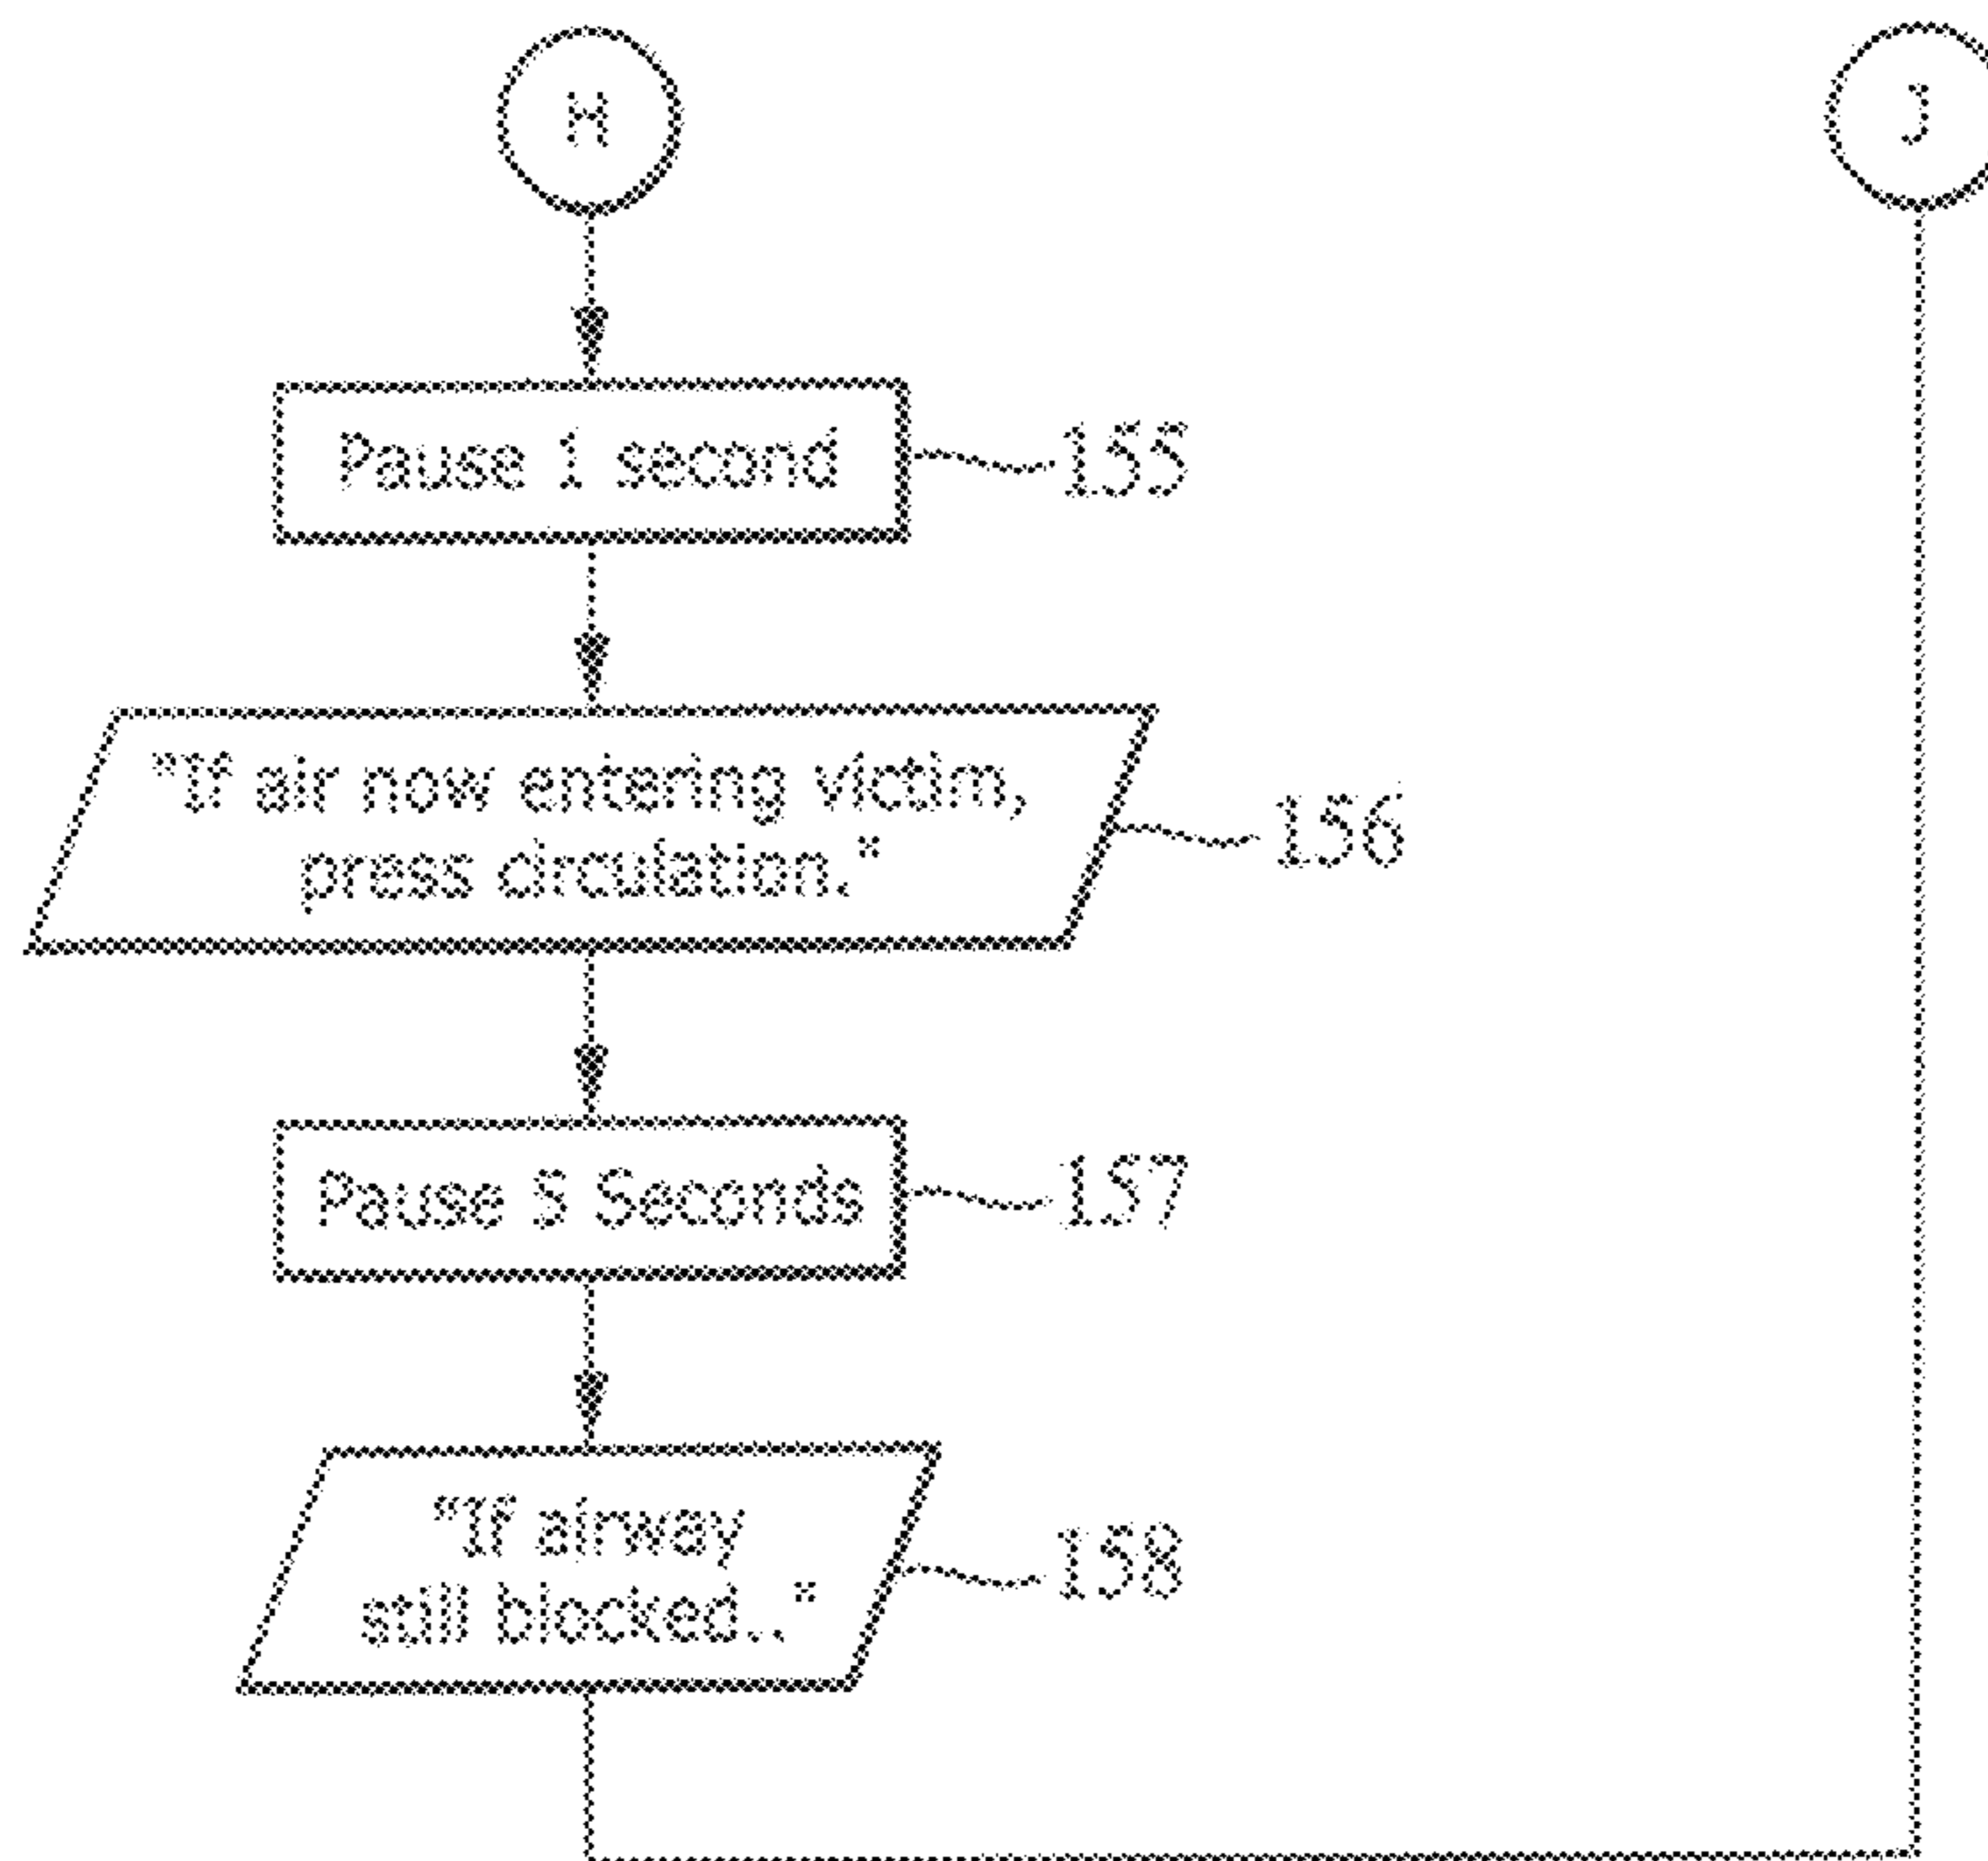 M
J
Pause 1 second
155
"If air now entering victim,
press circulation."
156
Pause 5 Seconds
157
"If airway
still blocked.."
158